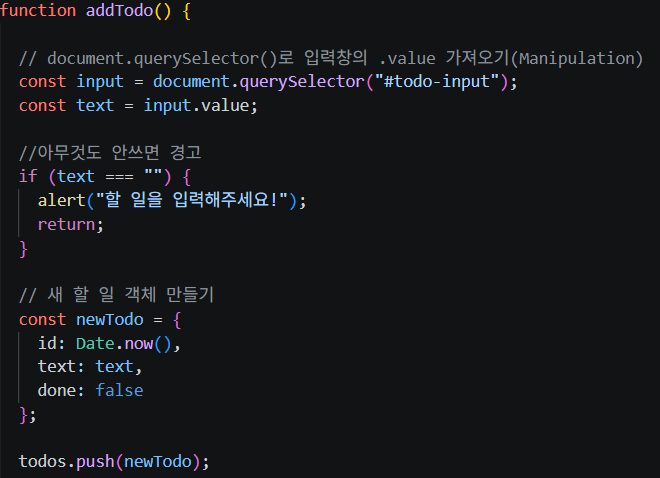 function addTodo() {
// document.querySelector()로 입력창의 .value 가져오기(Manipulation)
const input = document.querySelector("#todo-input");
const text = input.value;
//아무것도 안쓰면 경고
if (text === "") {
alert("할 일을 입력해주세요!");
return;
}
// 새 할 일 객체 만들기
const newTodo = {
id: Date.now(),
text: text,
done: false
};
todos.push(newTodo);